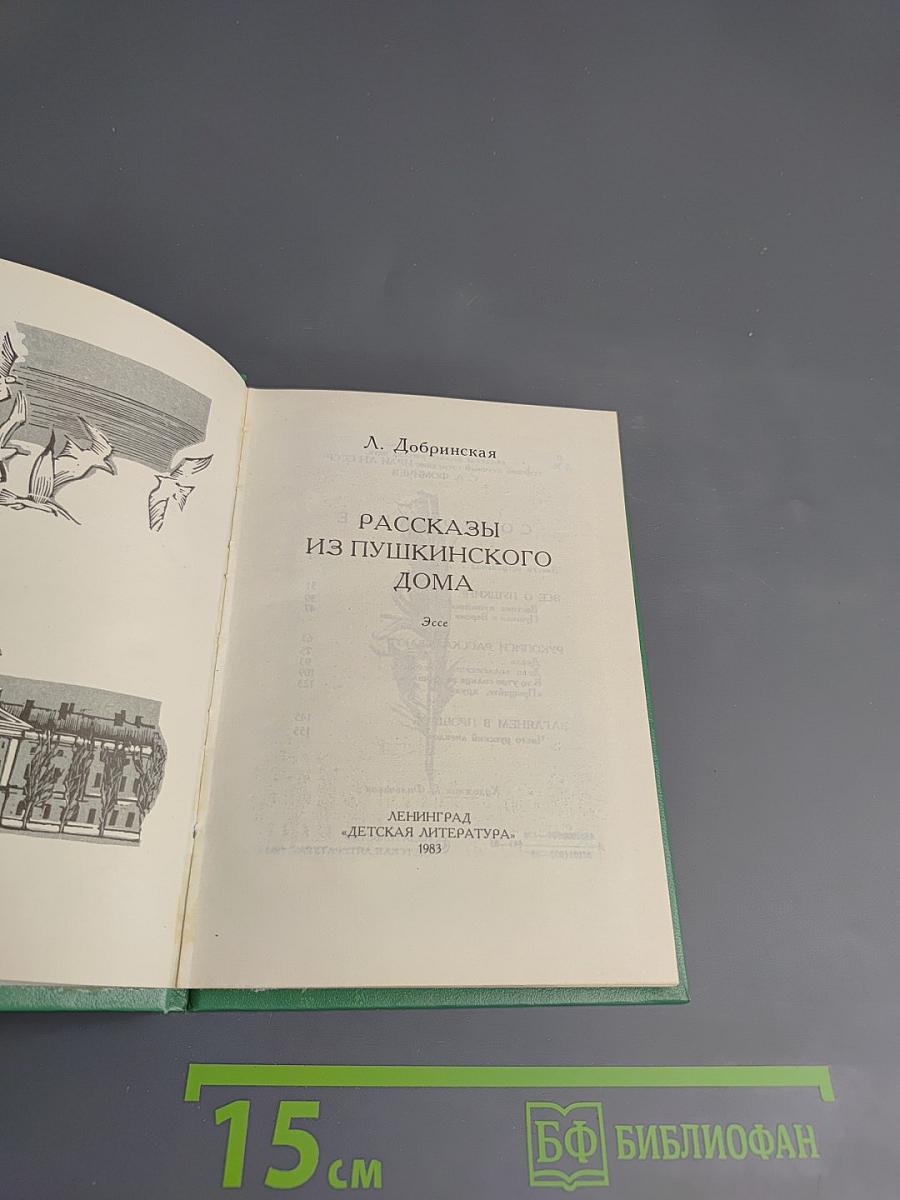 Л. Добринская
РАССКАЗЫ
ИЗ ПУШКИНСКОГО
ДОМА
Эссе
ЛЕНИНГРАД
«ДЕТСКАЯ ЛИТЕРАТУРА»
1983
15 см
БФ БИБЛИОФАН